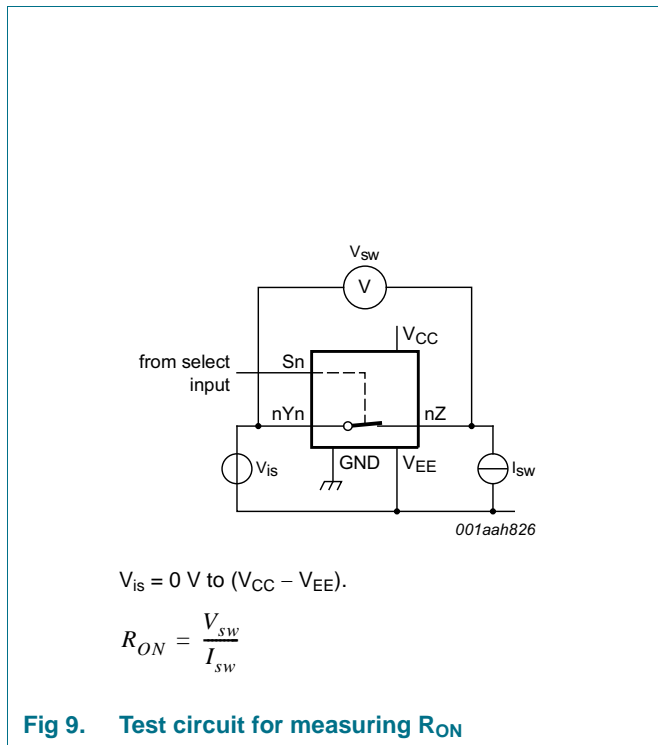 Vsw
V
VCC
from select
input
Sn
nYn
nZ
Vis
GND
VEE
Isw
001aah826
Vis = 0 V to (VCC − VEE).
RON = Vsw / Isw
Fig 9. Test circuit for measuring RON